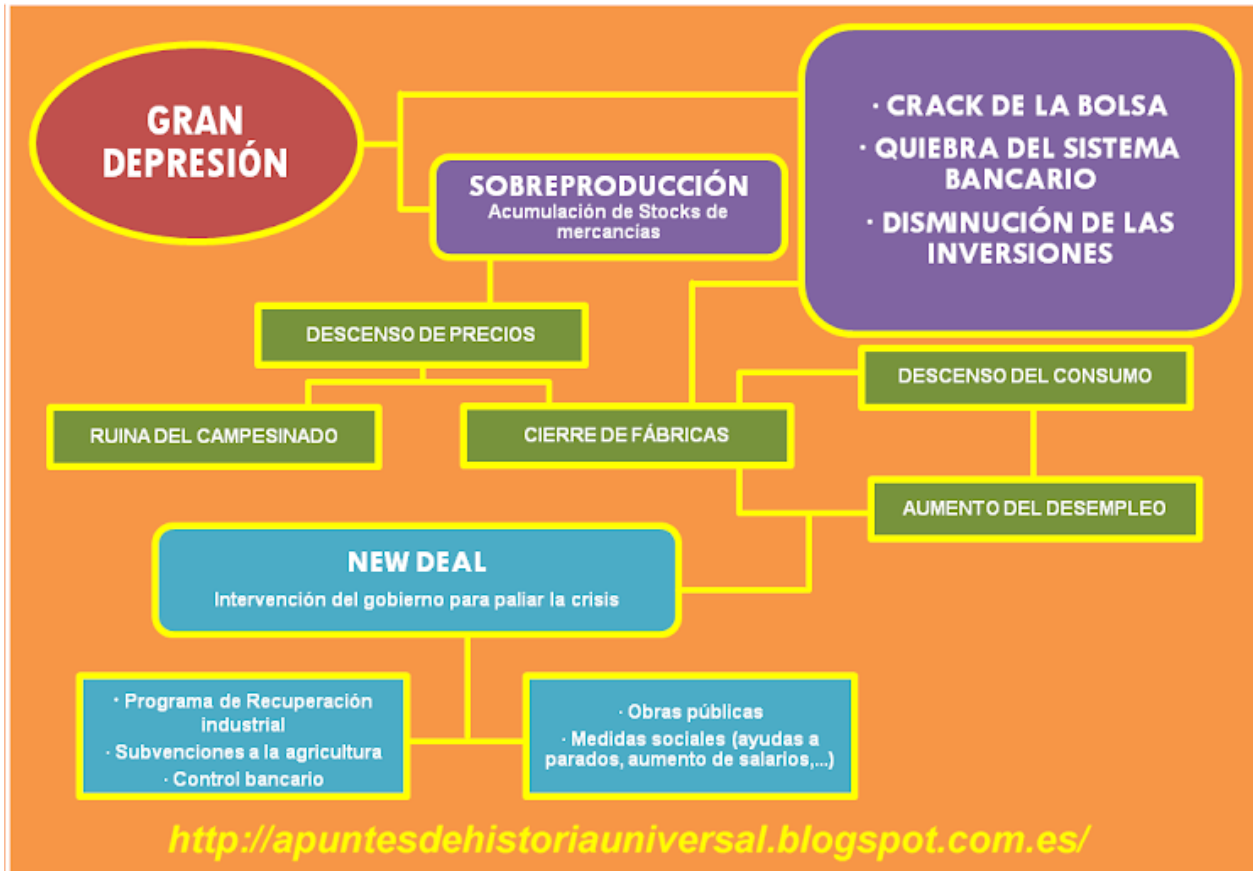 GRAN
DEPRESIÓN
· CRACK DE LA BOLSA
· QUIEBRA DEL SISTEMA
BANCARIO
· DISMINUCIÓN DE LAS
INVERSIONES
SOBREPRODUCCIÓN
Acumulación de Stocks de
mercancías
DESCENSO DE PRECIOS
DESCENSO DEL CONSUMO
RUINA DEL CAMPESINADO
CIERRE DE FÁBRICAS
AUMENTO DEL DESEMPLEO
NEW DEAL
Intervención del gobierno para paliar la crisis
· Programa de Recuperación
industrial
· Subvenciones a la agricultura
· Control bancario
· Obras públicas
· Medidas sociales (ayudas a
parados, aumento de salarios,...)
http://apuntesdehistoriauniversal.blogspot.com.es/